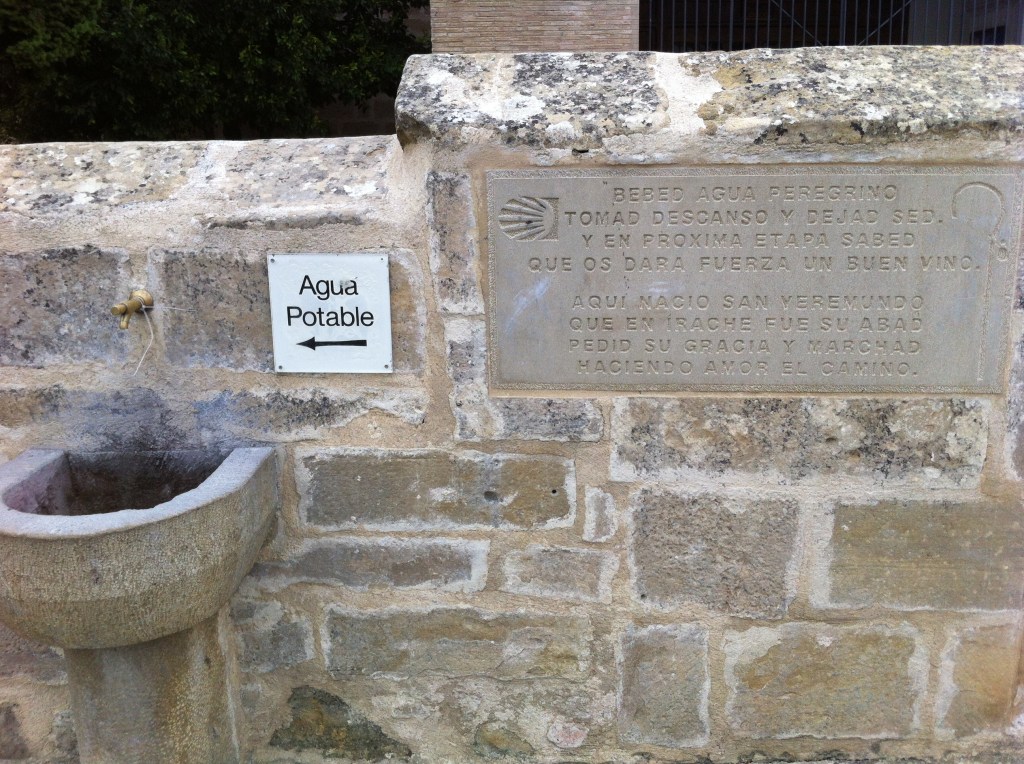 Agua
Potable
BEBED AGUA PEREGRINO
TOMAD DESCANSO Y DEJAD SED.
Y EN PROXIMA ETAPA SABED
QUE OS DARA FUERZA UN BUEN VINO.
AQUI NACIO SAN VEREMUNDO
QUE EN IRACHE FUE SU ABAD
PEDID SU GRACIA Y MARCHAD
HACIENDO AMOR EL CAMINO.